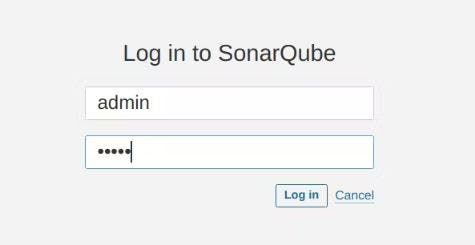 Log in to SonarQube
admin
•••••
Log in Cancel